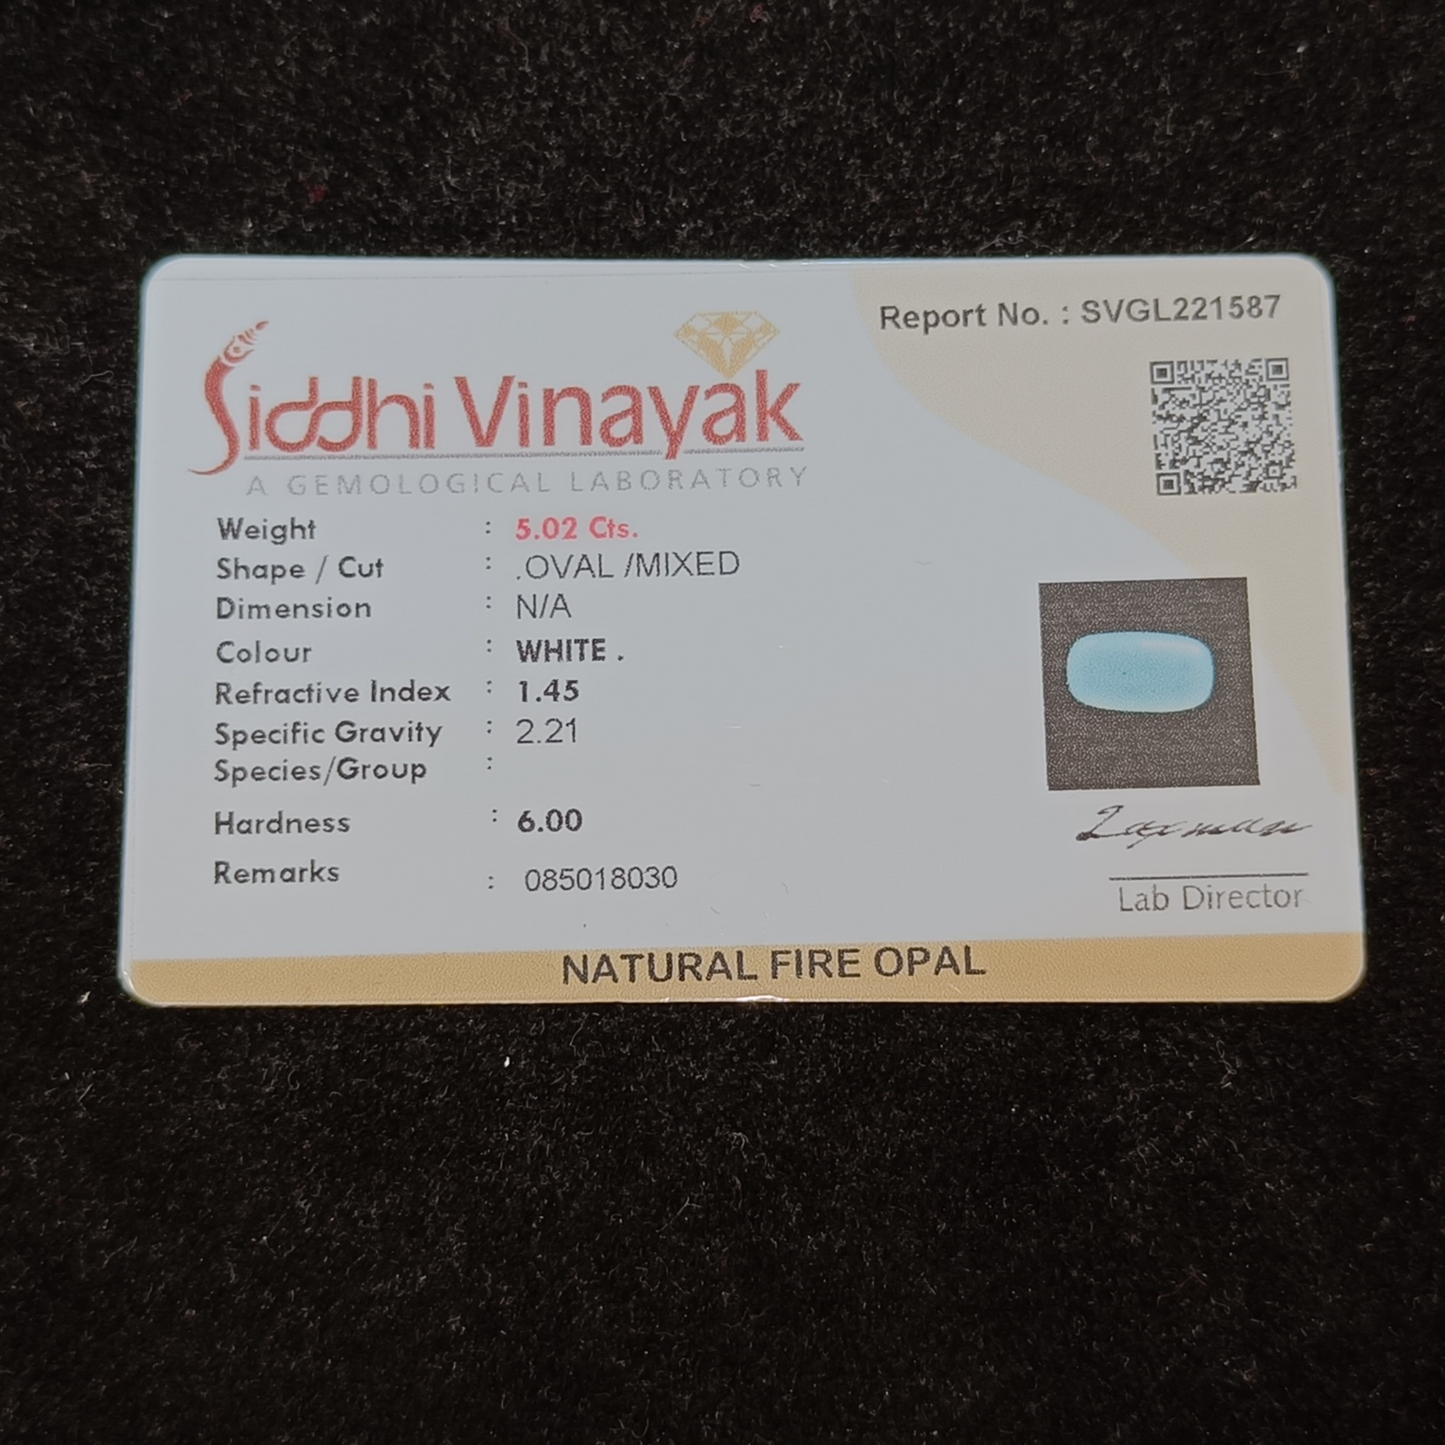 Report No. : SVGL221587
Siddhi Vinayak
A GEMOLOGICAL LABORATORY
Weight : 5.02 Cts.
Shape / Cut : .OVAL /MIXED
Dimension : N/A
Colour : WHITE .
Refractive Index : 1.45
Specific Gravity : 2.21
Species/Group :
Hardness : 6.00
Remarks : 085018030
Laxman
Lab Director
NATURAL FIRE OPAL